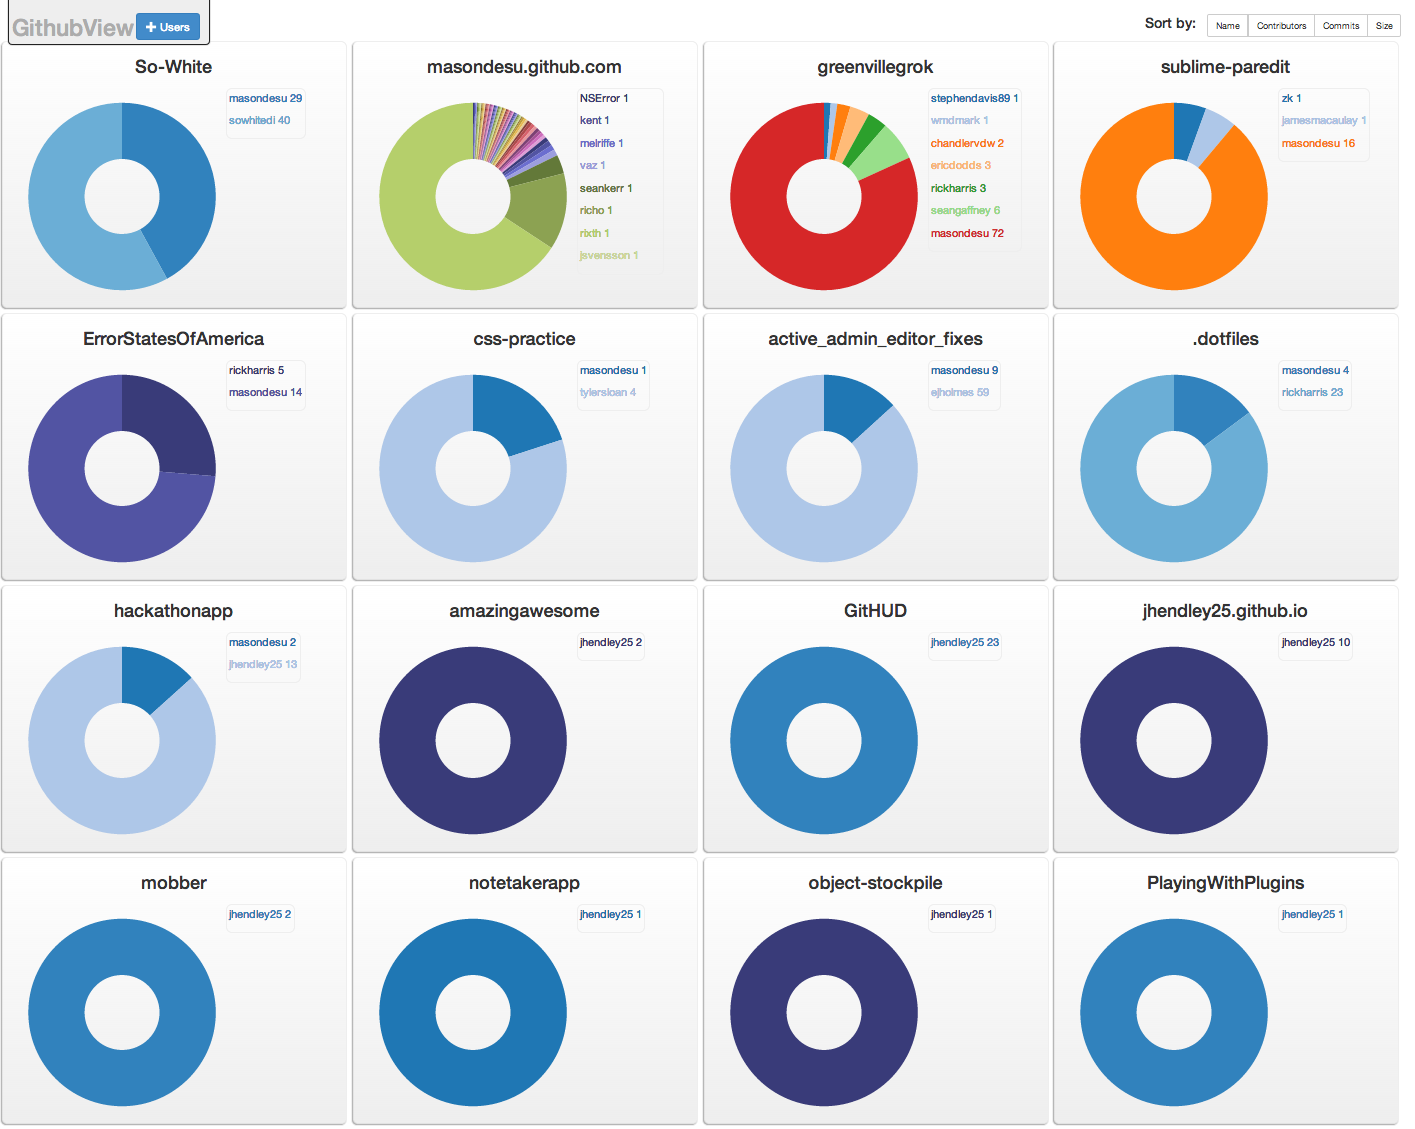 GithubView
+ Users
Sort by:
Name
Contributors
Commits
Size
So-White
masondesu 29
sowhitedi 40
masondesu.github.com
NSError 1
kent 1
melriffe 1
vaz 1
seankerr 1
richo 1
rixth 1
jsvensson 1
greenvillegrok
stephendavis89 1
wmdmark 1
chandlervdw 2
ericdodds 3
rickharris 3
seangaffney 6
masondesu 72
sublime-paredit
zk 1
jamesmacaulay 1
masondesu 16
ErrorStatesOfAmerica
rickharris 5
masondesu 14
css-practice
masondesu 1
tylersloan 4
active_admin_editor_fixes
masondesu 9
ejholmes 59
.dotfiles
masondesu 4
rickharris 23
hackathonapp
masondesu 2
jhendley25 13
amazingawesome
jhendley25 2
GitHUD
jhendley25 23
jhendley25.github.io
jhendley25 10
mobber
jhendley25 2
notetakerapp
jhendley25 1
object-stockpile
jhendley25 1
PlayingWithPlugins
jhendley25 1